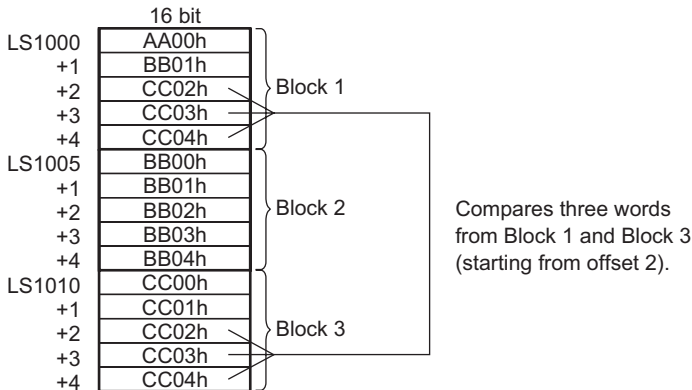 16 bit
LS1000 AA00h
+1 BB01h
+2 CC02h Block 1
+3 CC03h
+4 CC04h
LS1005 BB00h
+1 BB01h
+2 BB02h Block 2
+3 BB03h
+4 BB04h
LS1010 CC00h
+1 CC01h
+2 CC02h Block 3
+3 CC03h
+4 CC04h
Compares three words
from Block 1 and Block 3
(starting from offset 2).